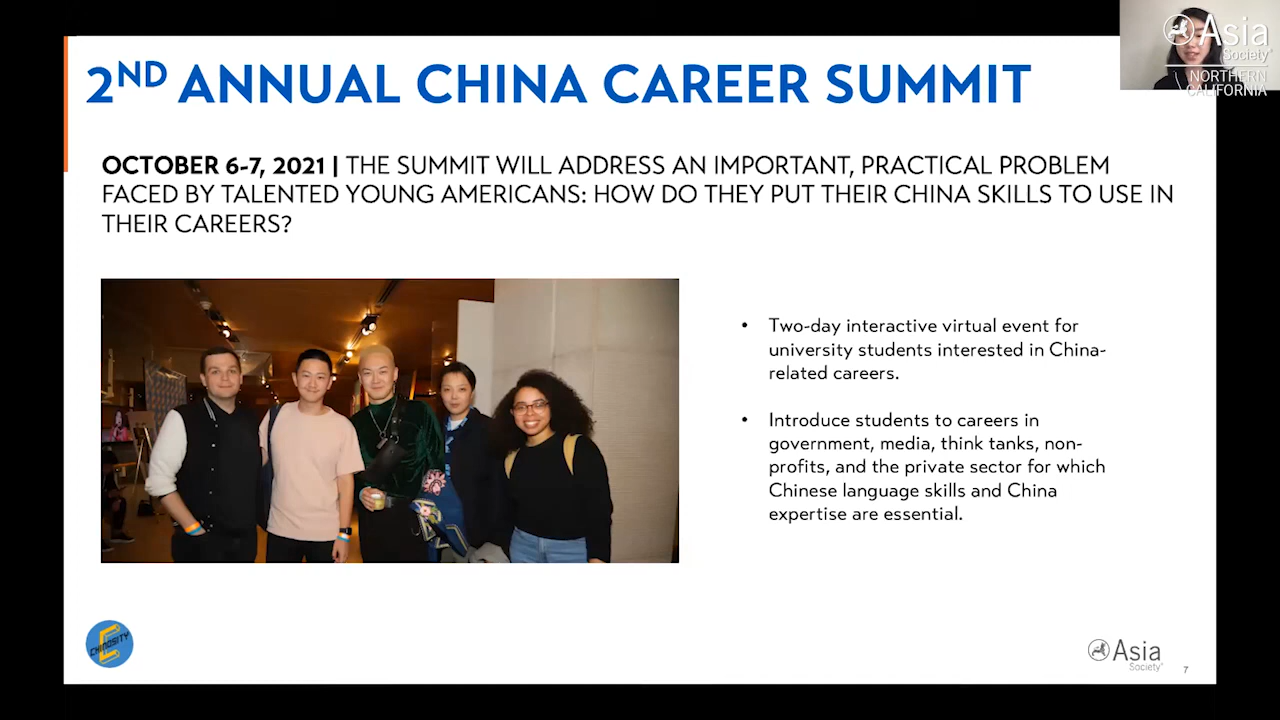 2ND ANNUAL CHINA CAREER SUMMIT
Asia
Society
NORTHERN
CALIFORNIA
OCTOBER 6-7, 2021 | THE SUMMIT WILL ADDRESS AN IMPORTANT, PRACTICAL PROBLEM
FACED BY TALENTED YOUNG AMERICANS: HOW DO THEY PUT THEIR CHINA SKILLS TO USE IN
THEIR CAREERS?
• Two-day interactive virtual event for
university students interested in China-
related careers.
• Introduce students to careers in
government, media, think tanks, non-
profits, and the private sector for which
Chinese language skills and China
expertise are essential.
CHINOSITY
Asia
Society
7